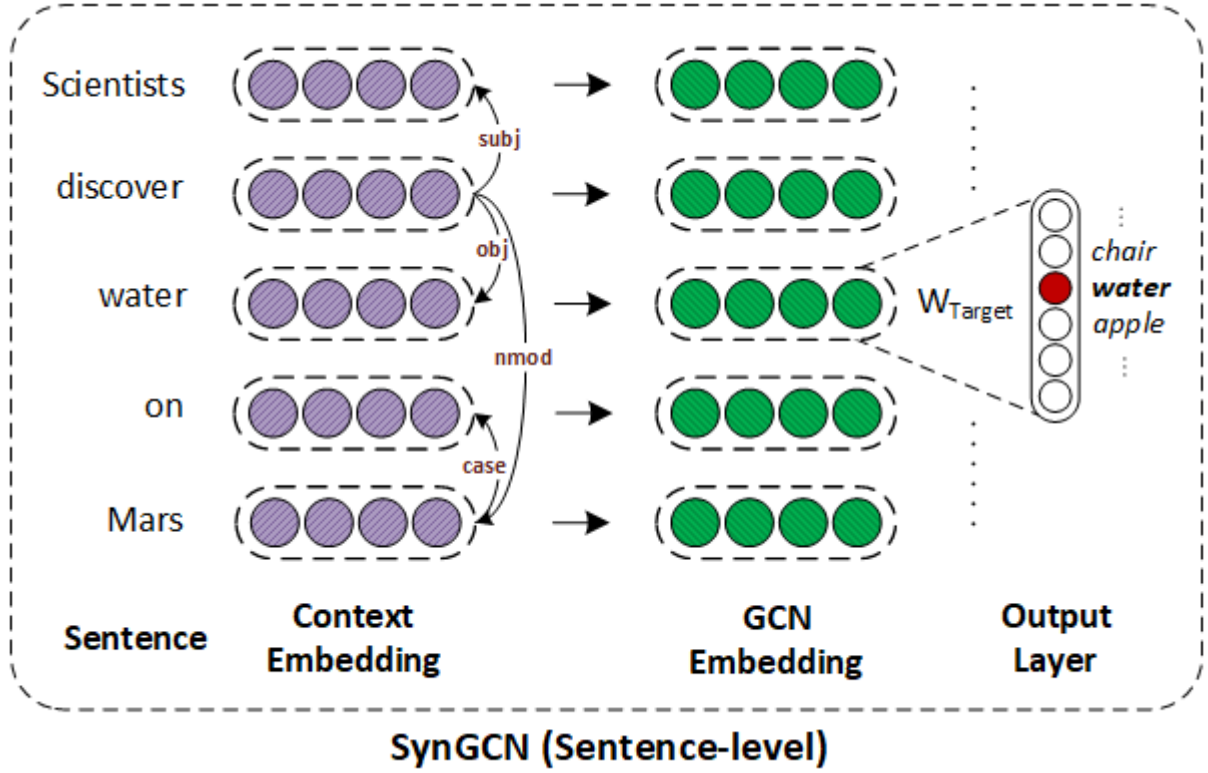 Scientists
subj
discover
obj
chair
water
W_Target
water
apple
nmod
on
case
Mars
Sentence
Context
Embedding
GCN
Embedding
Output
Layer
SynGCN (Sentence-level)